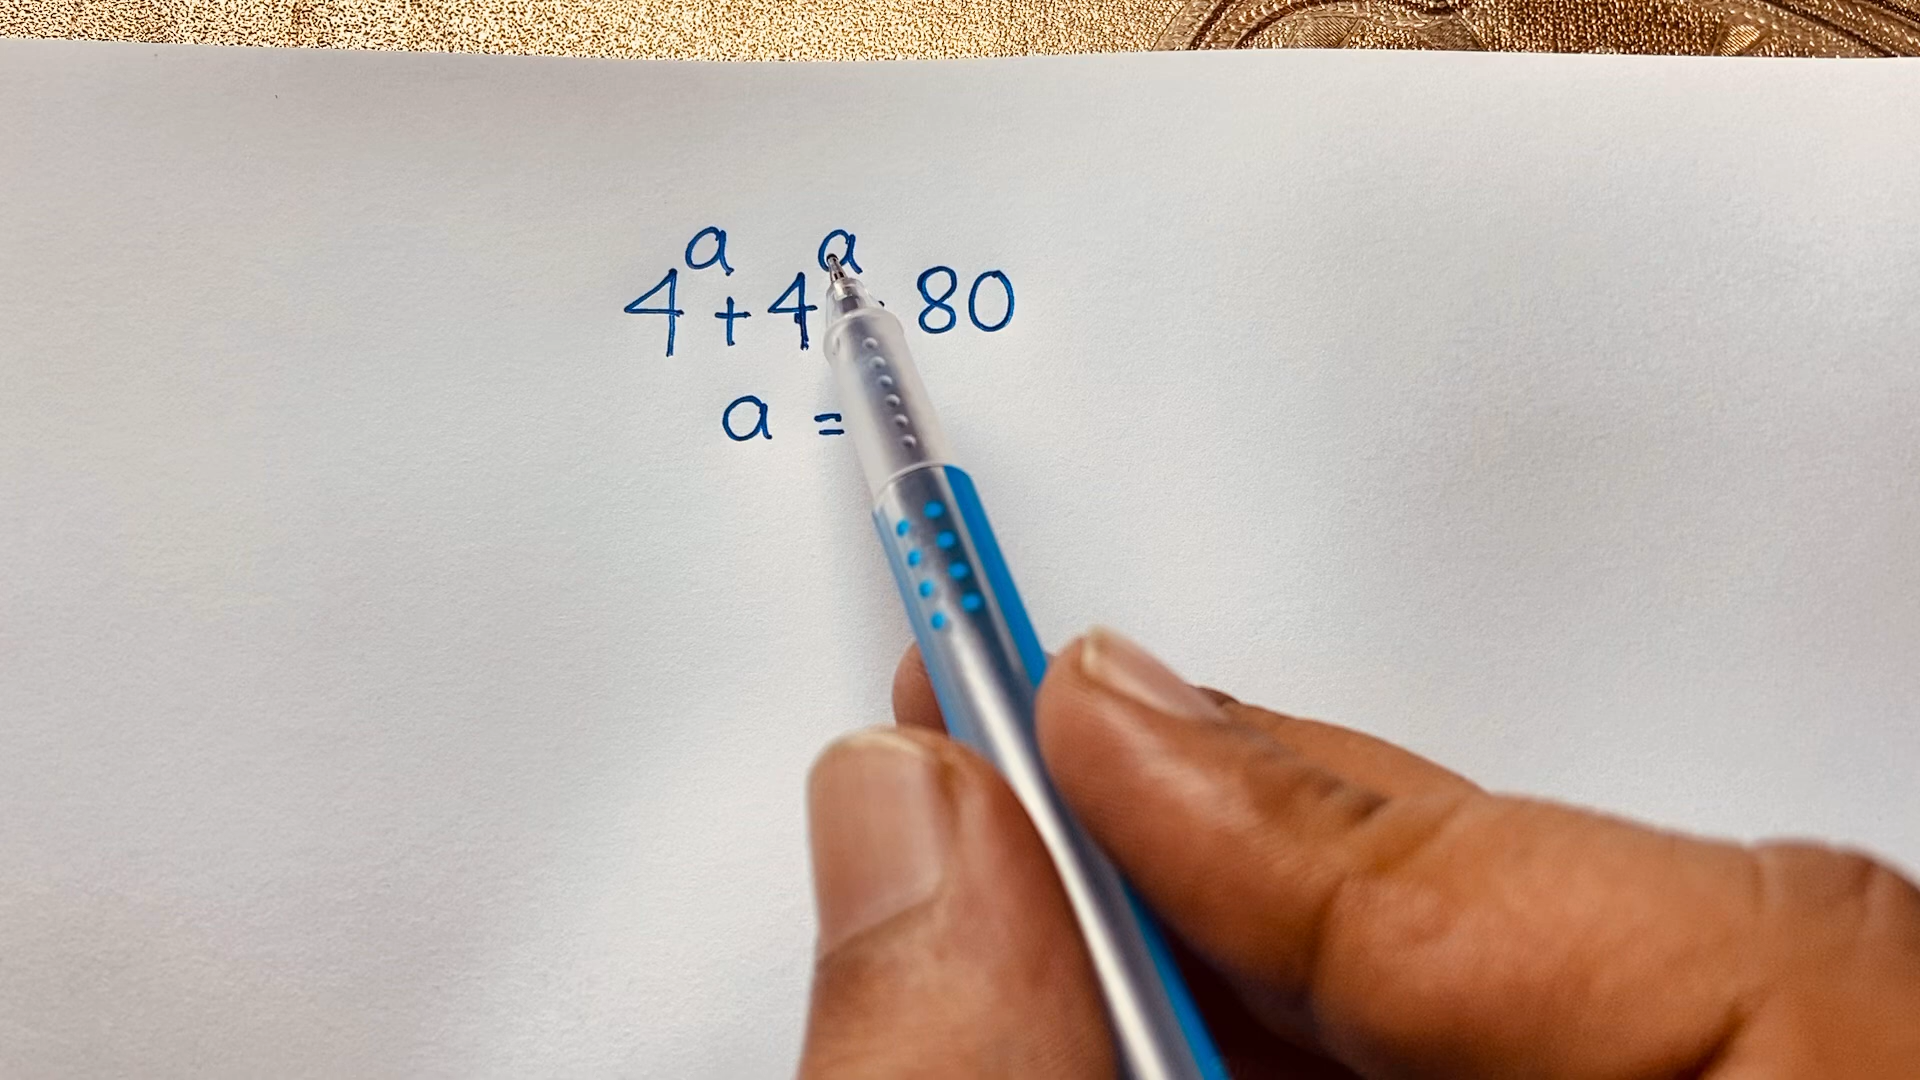 4^a + 4^a 80
a =